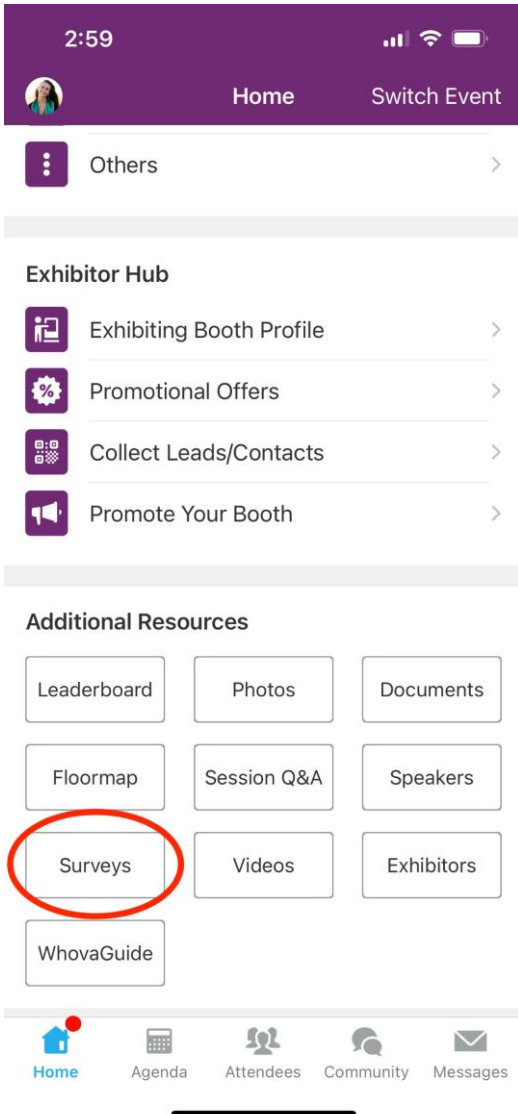 2:59
Home Switch Event
Others
Exhibitor Hub
Exhibiting Booth Profile
% Promotional Offers
Collect Leads/Contacts
Promote Your Booth
Additional Resources
Leaderboard Photos Documents
Floormap Session Q&A Speakers
Surveys Videos Exhibitors
WhovaGuide
Home Agenda Attendees Community Messages